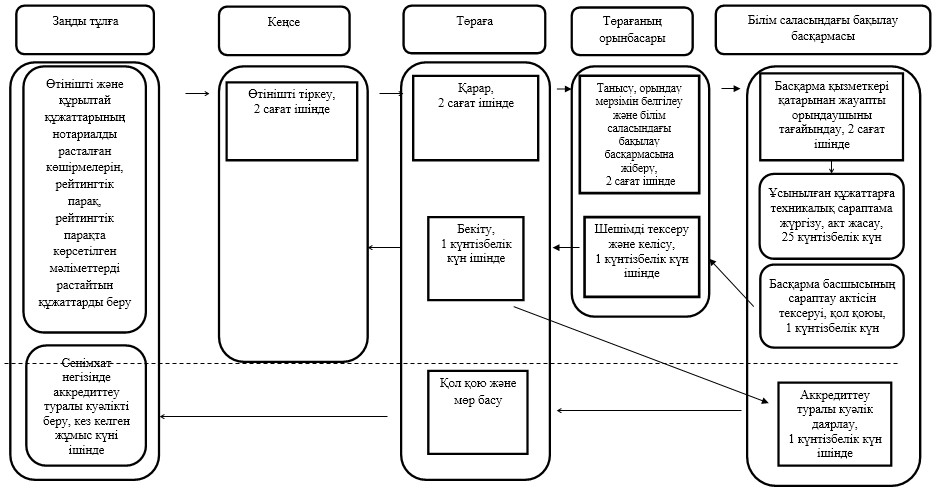 Заңды тұлға
Кеңсе
Төраға
Төрағаның
орынбасары
Білім саласындағы бақылау
басқармасы
Өтінішті және
құрылтай
құжаттарының
нотариалды
расталған
көшірмелерін,
рейтингтік
парақ,
рейтингтік
парақта
көрсетілген
мәліметтерді
растайтын
құжаттарды беру
Өтінішті тіркеу,
2 сағат ішінде
Қарар,
2 сағат ішінде
Танысу, орындау
мерзімін белгілеу
және білім
саласындағы
бақылау
басқармасына
жіберу,
2 сағат ішінде
Басқарма қызметкері
қатарынан жауапты
орындаушыны
тағайындау, 2 сағат
ішінде
Ұсынылған құжаттарға
техникалық сараптама
жүргізу, акт жасау,
25 күнтізбелік күн
Бекіту,
1 күнтізбелік
күн ішінде
Шешімді тексеру
және келісу,
1 күнтізбелік күн
ішінде
Басқарма басшысының
сараптау актісін
тексеруі, қол қоюы,
1 күнтізбелік күн
Сенімхат
негізінде
аккредиттеу
туралы куәлікті
беру, кез келген
жұмыс күні
ішінде
Қол қою және
мөр басу
Аккредиттеу
туралы куәлік
даярлау,
1 күнтізбелік күн
ішінде